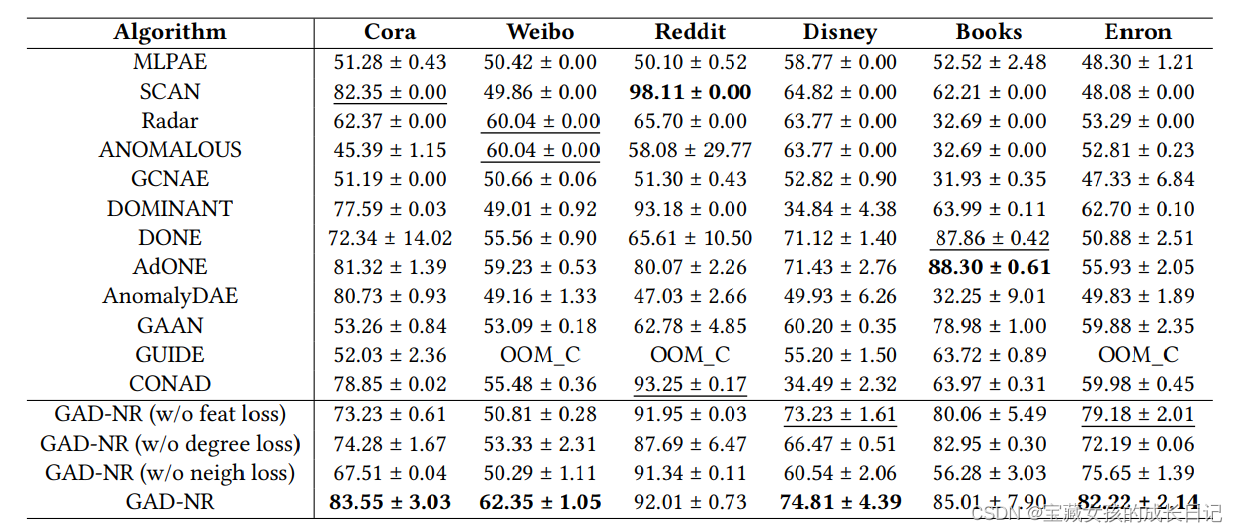 Algorithm Cora Weibo Reddit Disney Books Enron
MLPAE 51.28 ± 0.43 50.42 ± 0.00 50.10 ± 0.52 58.77 ± 0.00 52.52 ± 2.48 48.30 ± 1.21
SCAN 82.35 ± 0.00 49.86 ± 0.00 98.11 ± 0.00 64.82 ± 0.00 62.21 ± 0.00 48.08 ± 0.00
Radar 62.37 ± 0.00 60.04 ± 0.00 65.70 ± 0.00 63.77 ± 0.00 32.69 ± 0.00 53.29 ± 0.00
ANOMALOUS 45.39 ± 1.15 60.04 ± 0.00 58.08 ± 29.77 63.77 ± 0.00 32.69 ± 0.00 52.81 ± 0.23
GCNAE 51.19 ± 0.00 50.66 ± 0.06 51.30 ± 0.43 52.82 ± 0.90 31.93 ± 0.35 47.33 ± 6.84
DOMINANT 77.59 ± 0.03 49.01 ± 0.92 93.18 ± 0.00 34.84 ± 4.38 63.99 ± 0.11 62.70 ± 0.10
DONE 72.34 ± 14.02 55.56 ± 0.90 65.61 ± 10.50 71.12 ± 1.40 87.86 ± 0.42 50.88 ± 2.51
AdONE 81.32 ± 1.39 59.23 ± 0.53 80.07 ± 2.26 71.43 ± 2.76 88.30 ± 0.61 55.93 ± 2.05
AnomalyDAE 80.73 ± 0.93 49.16 ± 1.33 47.03 ± 2.66 49.93 ± 6.26 32.25 ± 9.01 49.83 ± 1.89
GAAN 53.26 ± 0.84 53.09 ± 0.18 62.78 ± 4.85 60.20 ± 0.35 78.98 ± 1.00 59.88 ± 2.35
GUIDE 52.03 ± 2.36 OOM_C OOM_C 55.20 ± 1.50 63.72 ± 0.89 OOM_C
CONAD 78.85 ± 0.02 55.48 ± 0.36 93.25 ± 0.17 34.49 ± 2.32 63.97 ± 0.31 59.98 ± 0.45
GAD-NR (w/o feat loss) 73.23 ± 0.61 50.81 ± 0.28 91.95 ± 0.03 73.23 ± 1.61 80.06 ± 5.49 79.18 ± 2.01
GAD-NR (w/o degree loss) 74.28 ± 1.67 53.33 ± 2.31 87.69 ± 6.47 66.47 ± 0.51 82.95 ± 0.30 72.19 ± 0.06
GAD-NR (w/o neigh loss) 67.51 ± 0.04 50.29 ± 1.11 91.34 ± 0.11 60.54 ± 2.06 56.28 ± 3.03 75.65 ± 1.39
GAD-NR 83.55 ± 3.03 62.35 ± 1.05 92.01 ± 0.73 74.81 ± 4.39 85.01 ± 7.90 82.22 ± 2.14
CSDN @宝藏女孩的成长日记